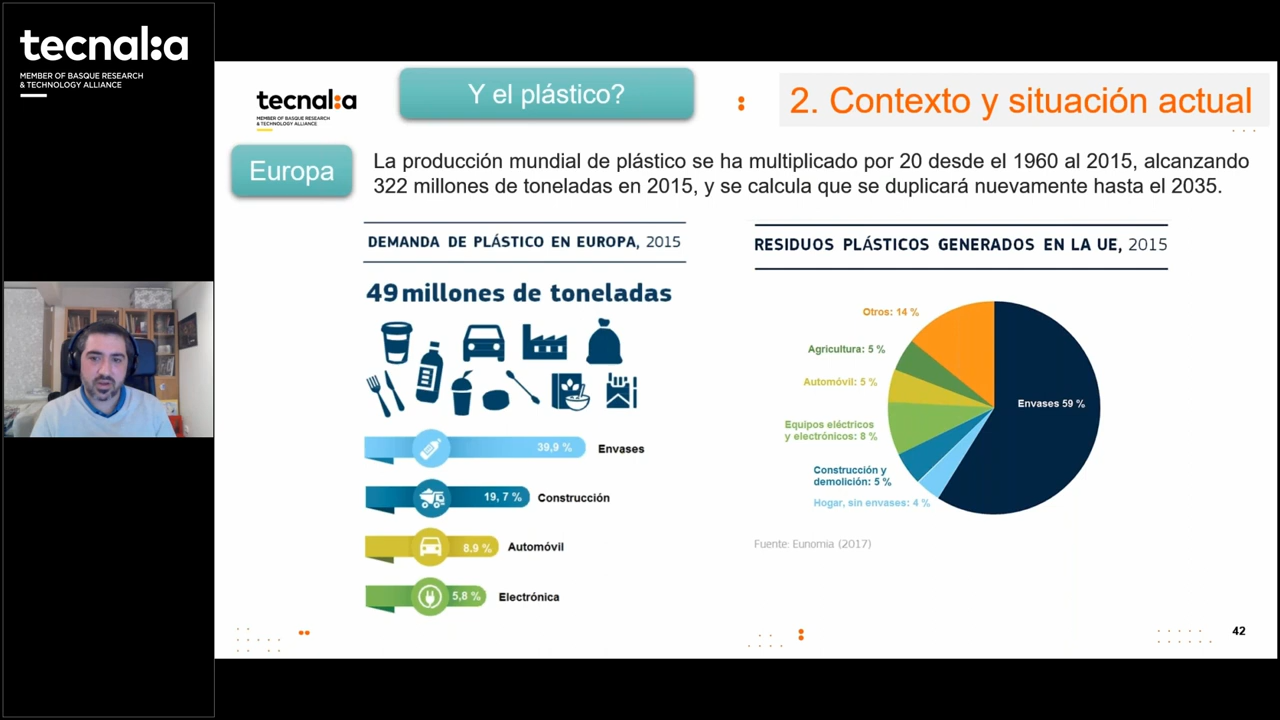 tecnal:a
MEMBER OF BASQUE RESEARCH
& TECHNOLOGY ALLIANCE
tecnal:a
MEMBER OF BASQUE RESEARCH
& TECHNOLOGY ALLIANCE
Y el plástico?
2. Contexto y situación actual
Europa
La producción mundial de plástico se ha multiplicado por 20 desde el 1960 al 2015, alcanzando
322 millones de toneladas en 2015, y se calcula que se duplicará nuevamente hasta el 2035.
DEMANDA DE PLÁSTICO EN EUROPA, 2015
49 millones de toneladas
39,9 % Envases
19, 7 % Construcción
8,9 % Automóvil
5,8 % Electrónica
RESIDUOS PLÁSTICOS GENERADOS EN LA UE, 2015
Otros: 14 %
Agricultura: 5 %
Automóvil: 5 %
Envases 59 %
Equipos eléctricos
y electrónicos: 8 %
Construcción y
demolición: 5 %
Hogar, sin envases: 4 %
Fuente: Eunomia (2017)
42